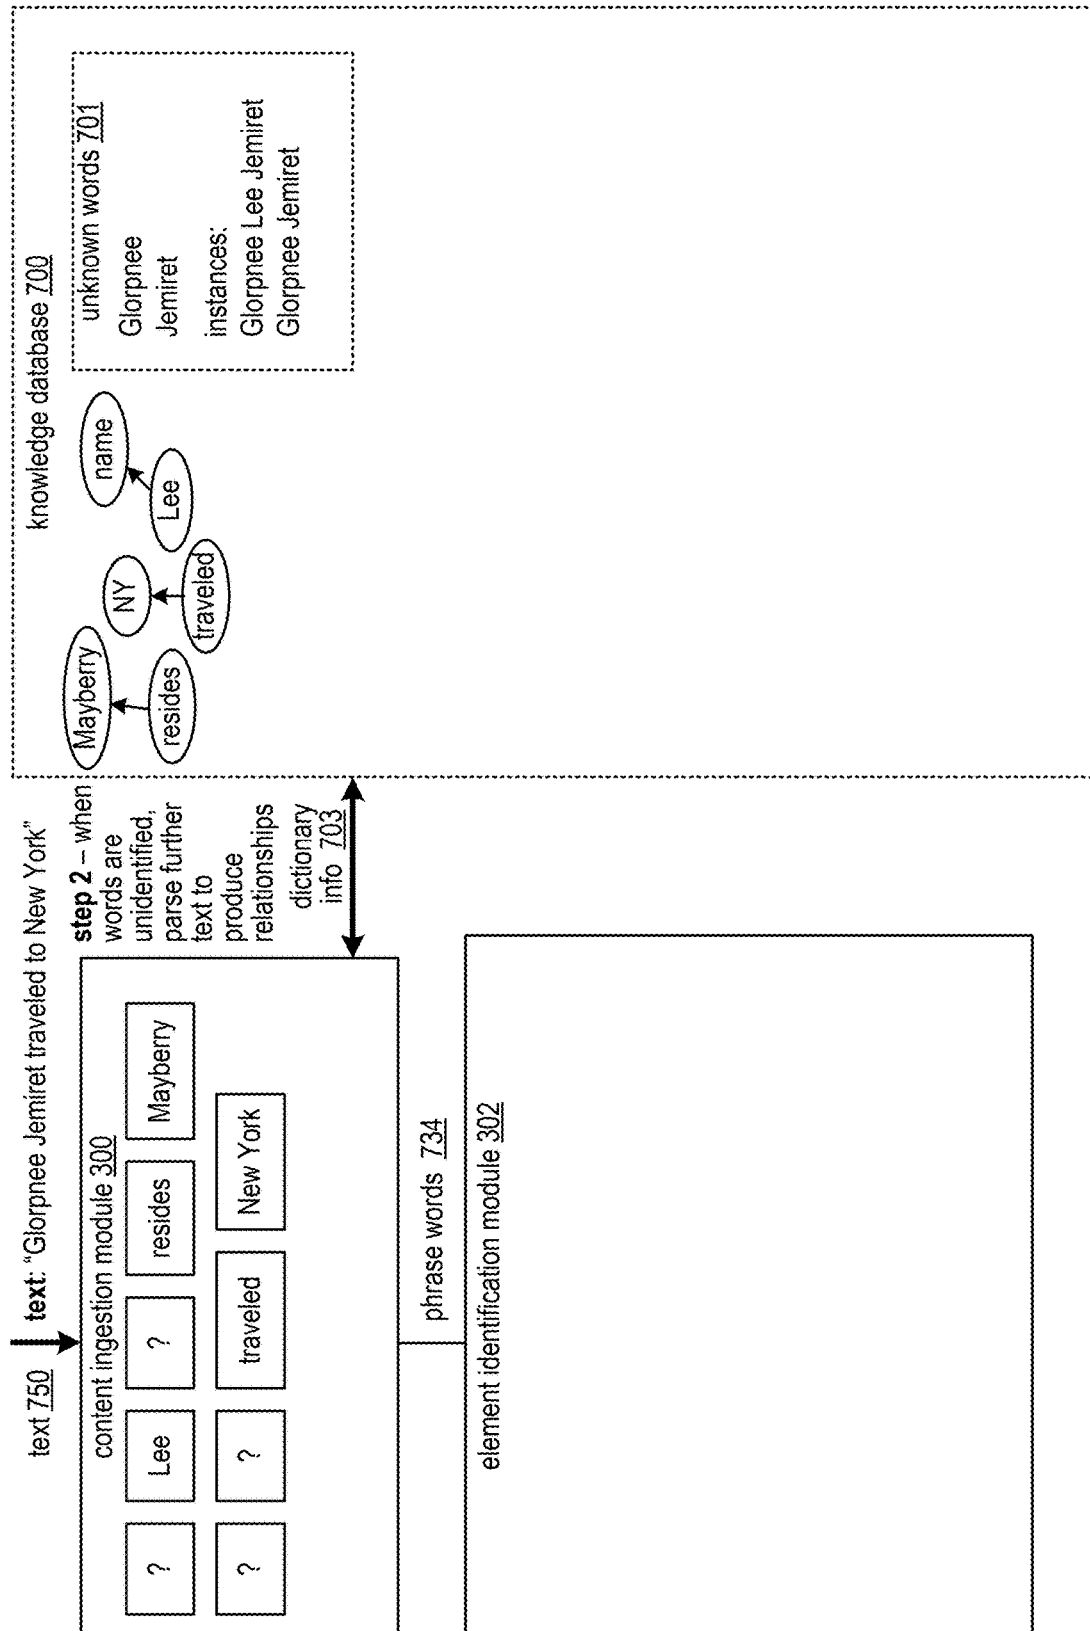 text 750
text: “Glorpnee Jemiret traveled to New York”
content ingestion module 300
?
Lee
?
resides
Mayberry
?
?
traveled
New York
step 2 – when
words are
unidentified,
parse further
text to
produce
relationships
dictionary
info 703
knowledge database 700
Mayberry
resides
NY
traveled
name
Lee
unknown words 701
Glorpnee
Jemiret
instances:
Glorpnee Lee Jemiret
Glorpnee Jemiret
phrase words 734
element identification module 302